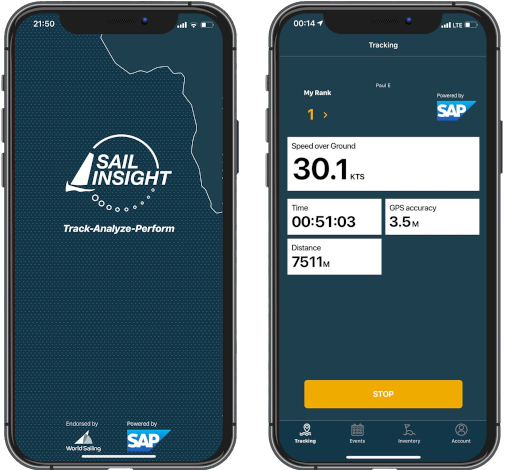 21:50
SAIL
INSIGHT
Track-Analyze-Perform
Endorsed by
World Sailing
Powered by
SAP
00:14
LTE
Tracking
Paul E
My Rank
1 >
Powered by
SAP
Speed over Ground
30.1 KTS
Time
00:51:03
GPS accuracy
3.5 M
Distance
7511 M
STOP
Tracking
Events
Inventory
Account